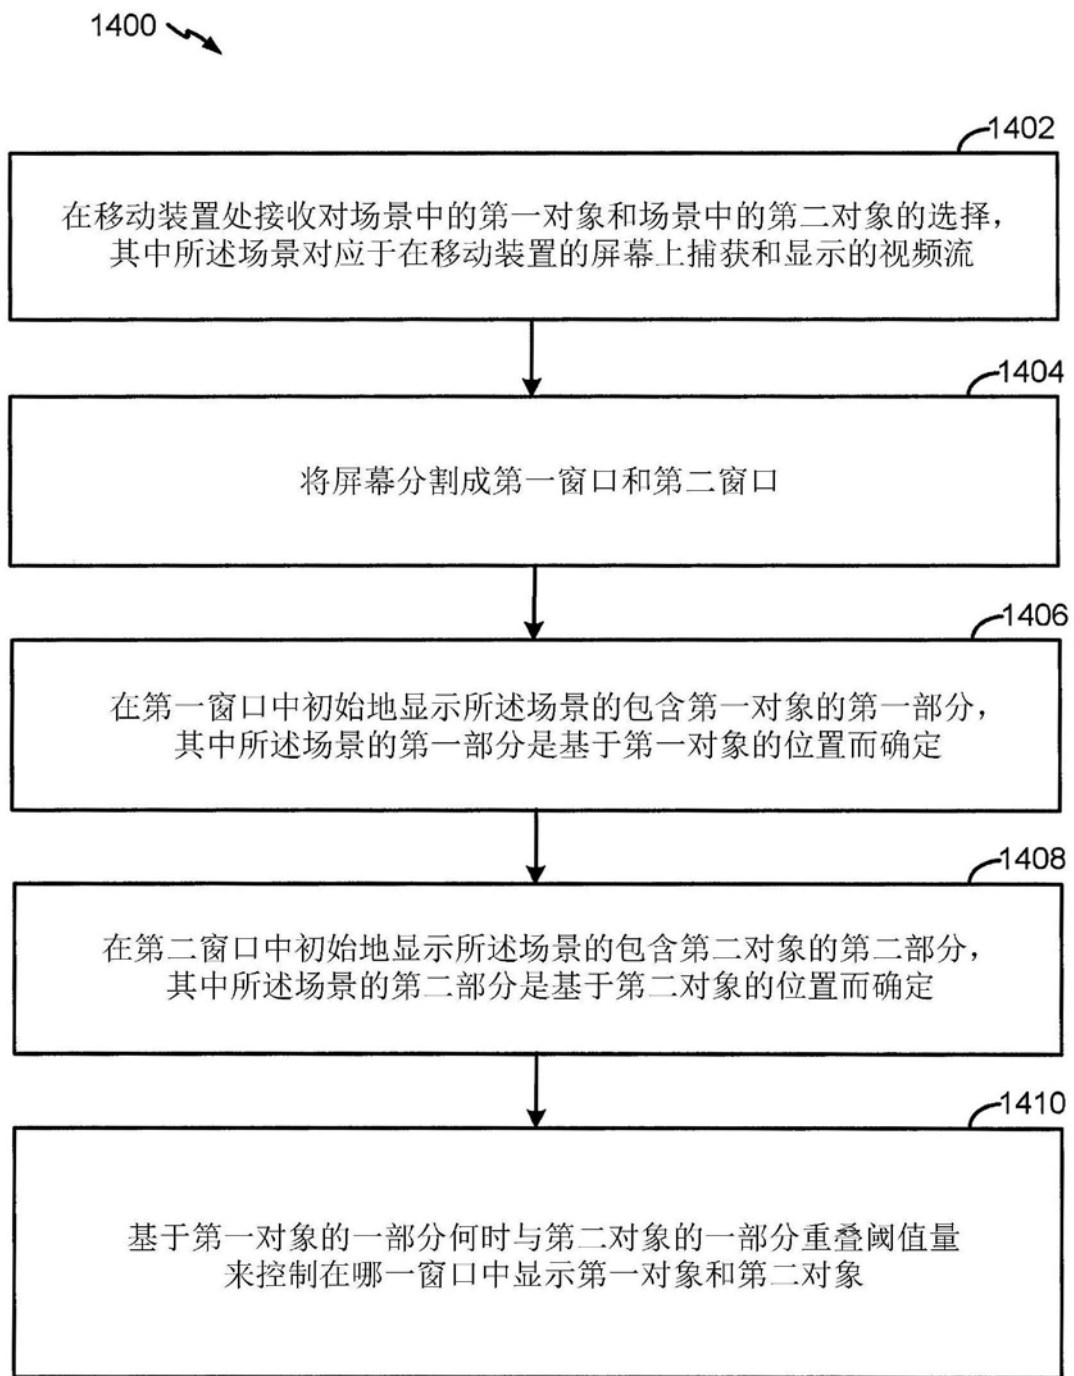 1400
1402
在移动装置处接收对场景中的第一对象和场景中的第二对象的选择，
其中所述场景对应于在移动装置的屏幕上捕获和显示的视频流
1404
将屏幕分割成第一窗口和第二窗口
1406
在第一窗口中初始地显示所述场景的包含第一对象的第一部分，
其中所述场景的第一部分是基于第一对象的位置而确定
1408
在第二窗口中初始地显示所述场景的包含第二对象的第二部分，
其中所述场景的第二部分是基于第二对象的位置而确定
1410
基于第一对象的一部分何时与第二对象的一部分重叠阈值量
来控制在哪一窗口中显示第一对象和第二对象